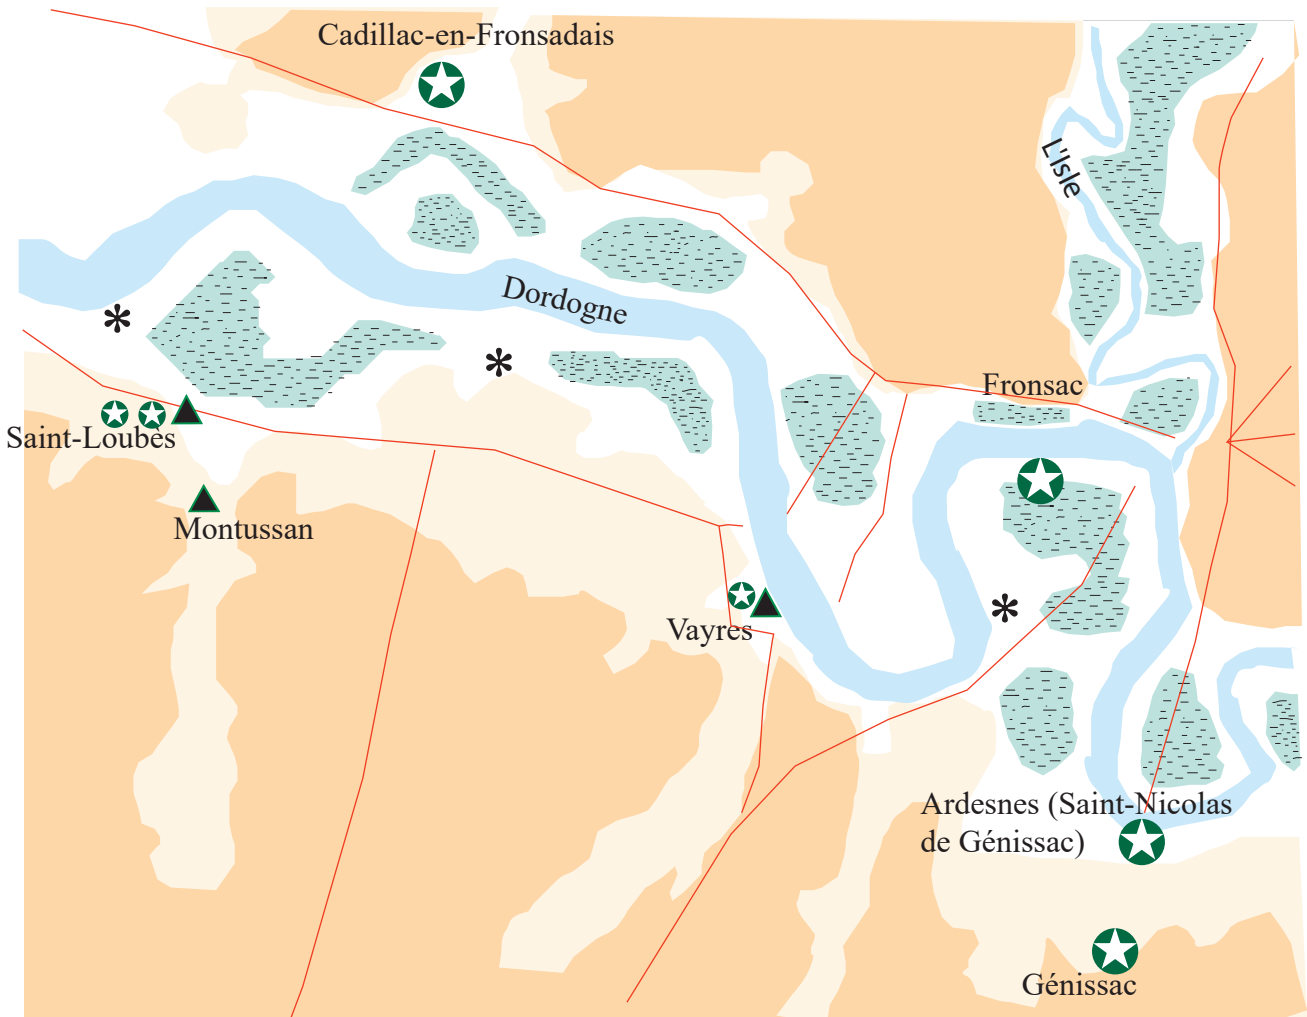 Cadillac-en-Fronsadais
L'Isle
Dordogne
Fronsac
Saint-Loubès
Montussan
Vayres
Ardesnes (Saint-Nicolas
de Génissac)
Génissac